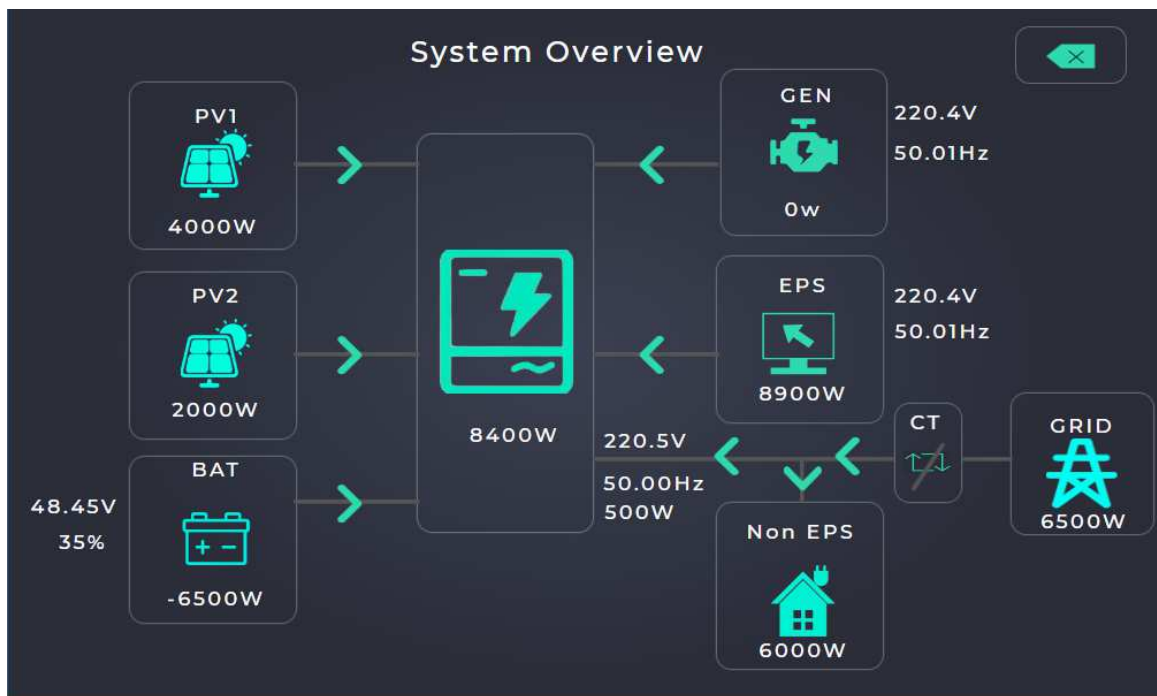 System Overview
PV1
4000W
PV2
2000W
BAT
48.45V
35%
-6500W
8400W
GEN
220.4V
50.01Hz
0w
EPS
220.4V
50.01Hz
8900W
220.5V
50.00Hz
500W
CT
GRID
6500W
Non EPS
6000W